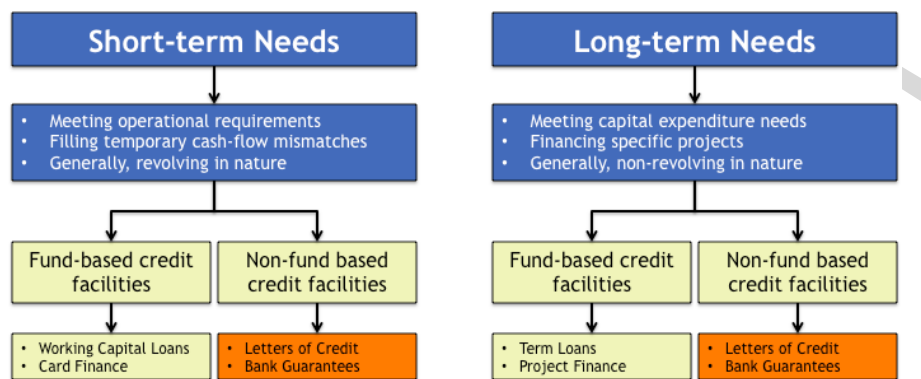 Short-term Needs
• Meeting operational requirements
• Filling temporary cash-flow mismatches
• Generally, revolving in nature
Fund-based credit
facilities
Non-fund based
credit facilities
• Working Capital Loans
• Card Finance
• Letters of Credit
• Bank Guarantees
Long-term Needs
• Meeting capital expenditure needs
• Financing specific projects
• Generally, non-revolving in nature
Fund-based credit
facilities
Non-fund based
credit facilities
• Term Loans
• Project Finance
• Letters of Credit
• Bank Guarantees